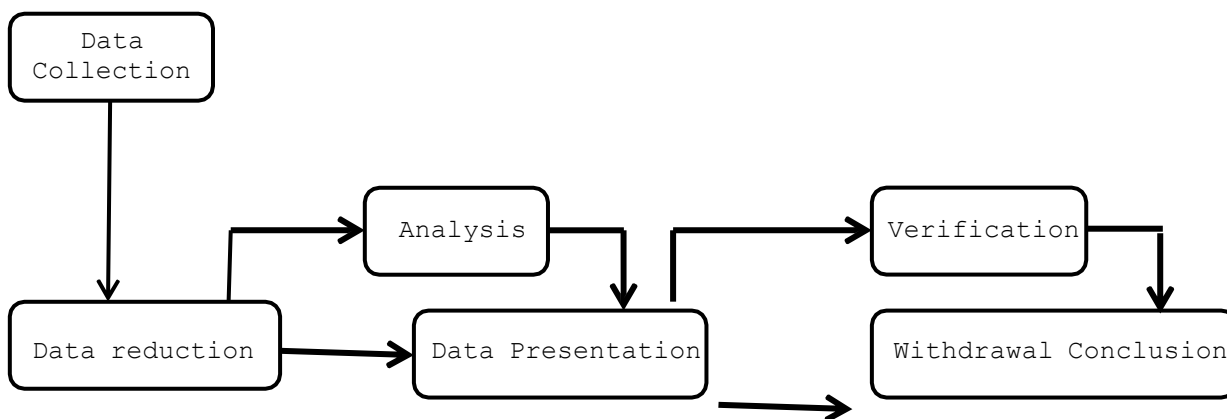 Data
Collection
Analysis
Verification
Data reduction
Data Presentation
Withdrawal Conclusion